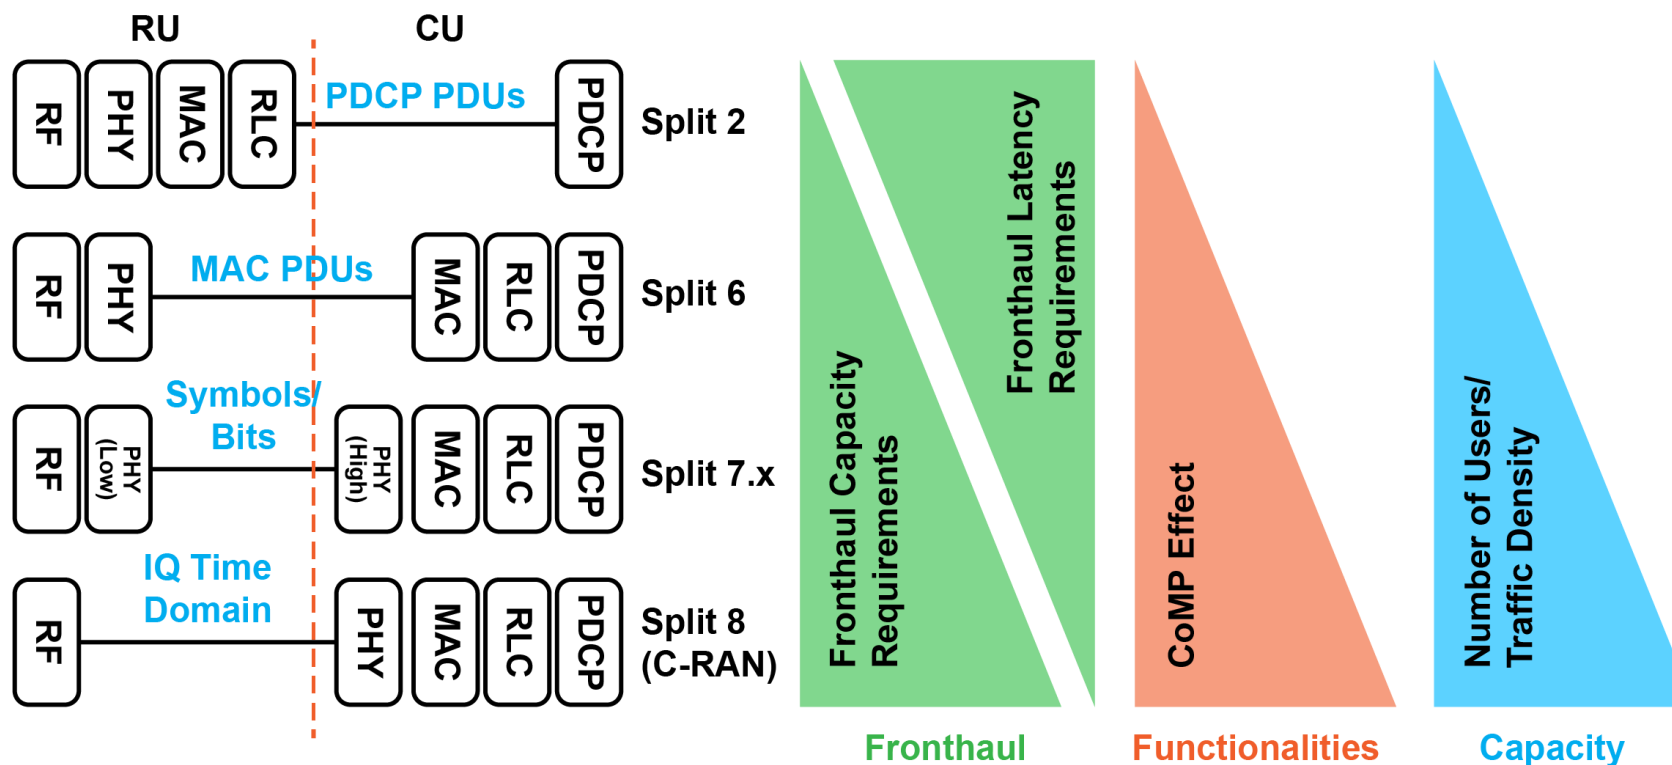 RU
CU
RF
PHY
MAC
RLC
PDCP PDUs
PDCP
Split 2
RF
PHY
MAC PDUs
MAC
RLC
PDCP
Split 6
RF
PHY
(Low)
Symbols/
Bits
PHY
(High)
MAC
RLC
PDCP
Split 7.x
RF
IQ Time
Domain
PHY
MAC
RLC
PDCP
Split 8
(C-RAN)
Fronthaul Capacity
Requirements
Fronthaul Latency
Requirements
Fronthaul
CoMP Effect
Functionalities
Number of Users/
Traffic Density
Capacity